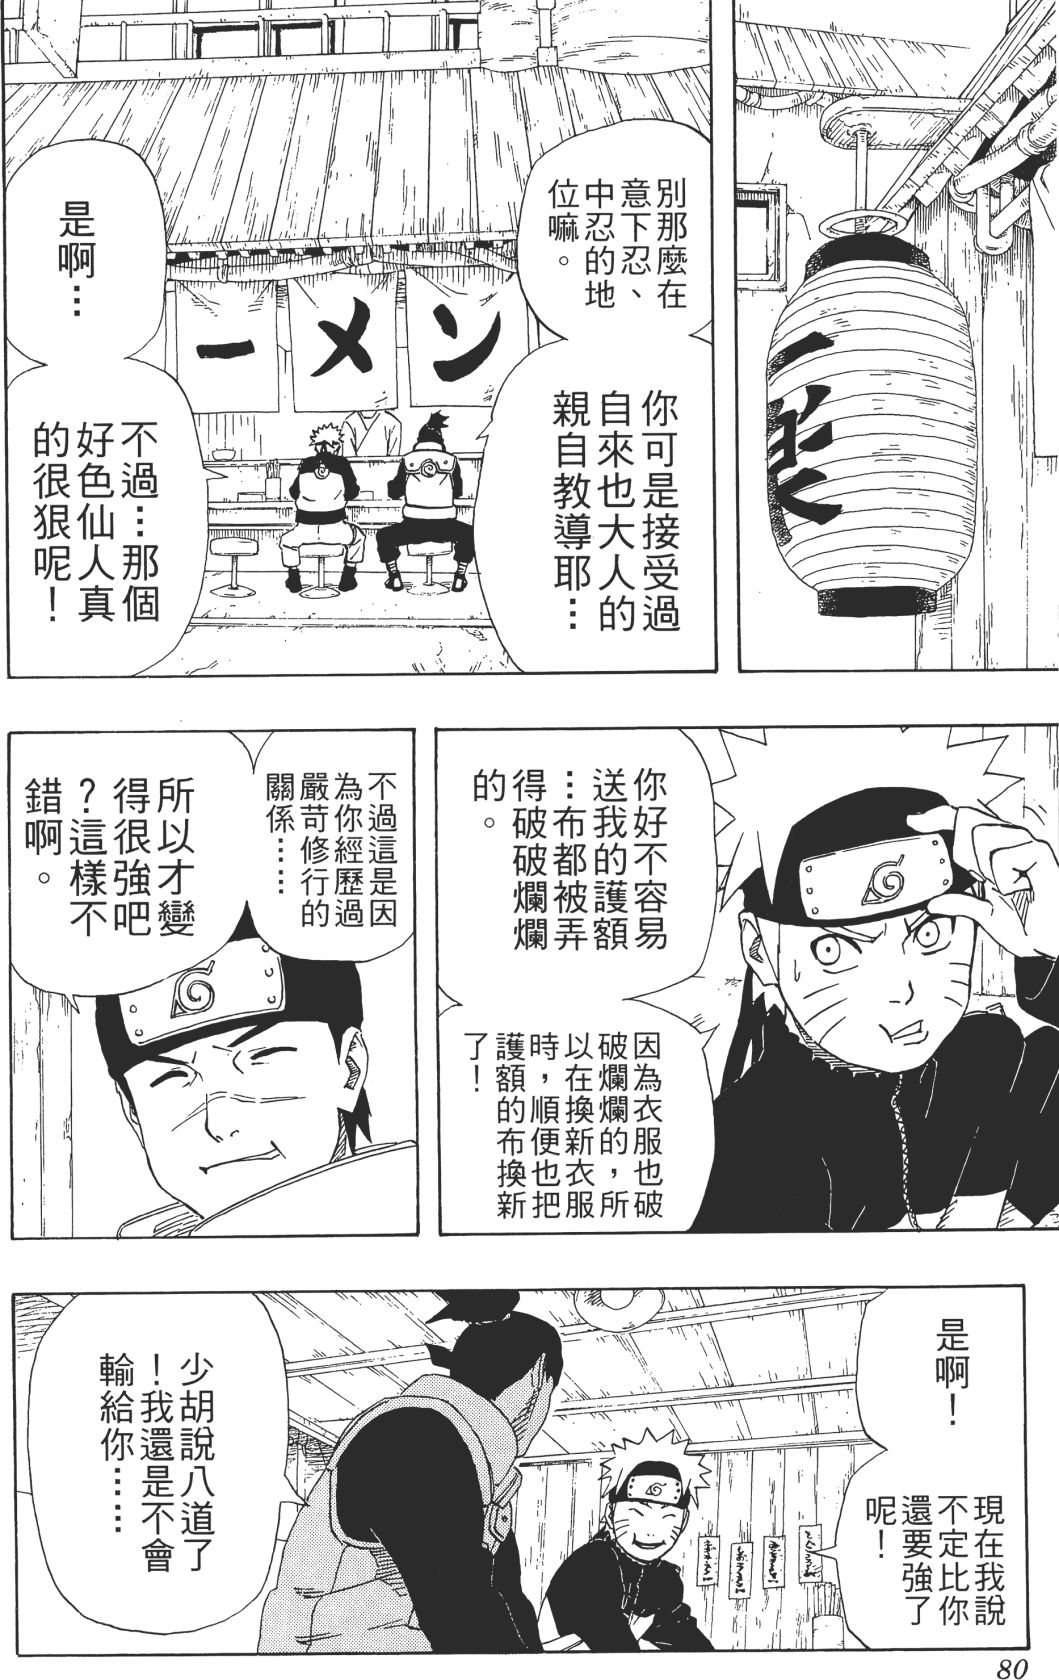 一楽
別那麼在
意下忍、
中忍的地
位嘛。
你可是接受過
自來也大人的
親自教導耶…
ーメン
是啊…
不過…那個
好色仙人真
的很狠呢！
你好不容易
送我的護額
…布都被弄
得破破爛爛
的。
因為衣服也破
破爛爛的，所
以在換新衣服
時，順便也把
護額的布換新
了！
不過這是因
為你經歷過
嚴苛修行的
關係……
所以才變
得很強吧
？這樣不
錯啊。
是啊！
現在我說
不定比你
還要強了
呢！
少胡說八道了
！我還是不會
輸給你……
80